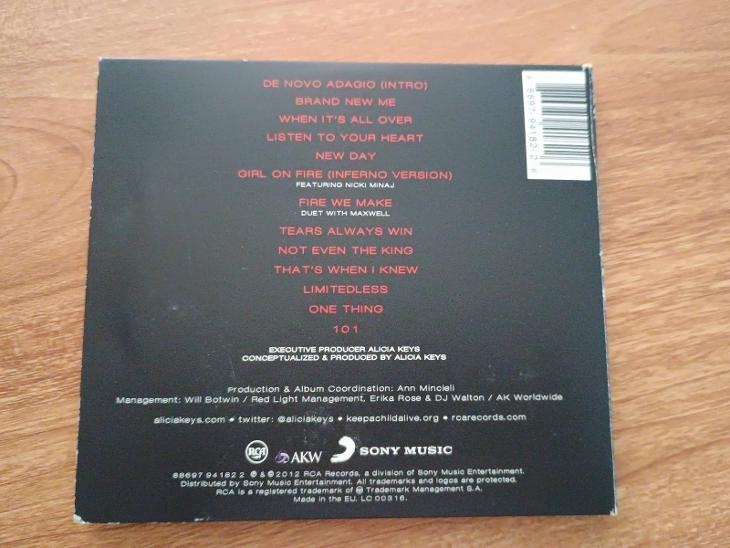 DE NOVO ADAGIO (INTRO)
BRAND NEW ME
WHEN IT'S ALL OVER
LISTEN TO YOUR HEART
NEW DAY
GIRL ON FIRE (INFERNO VERSION)
FEATURING NICKI MINAJ
FIRE WE MAKE
DUET WITH MAXWELL
TEARS ALWAYS WIN
NOT EVEN THE KING
THAT'S WHEN I KNEW
LIMITEDLESS
ONE THING
101
EXECUTIVE PRODUCER ALICIA KEYS
CONCEPTUALIZED & PRODUCED BY ALICIA KEYS
Production & Album Coordination: Ann Mincieli
Management: Will Botwin / Red Light Management, Erika Rose & DJ Walton / AK Worldwide
aliciakeys.com • twitter: @aliciakeys • keepachildalive.org • rcarecords.com
RCA AKW SONY MUSIC
88697 94182 2 ℗ & © 2012 RCA Records, a division of Sony Music Entertainment.
Distributed by Sony Music Entertainment. All trademarks and logos are protected.
RCA is a registered trademark of ® Trademark Management S.A.
Made in the EU. LC 00316.
88697-94182-2